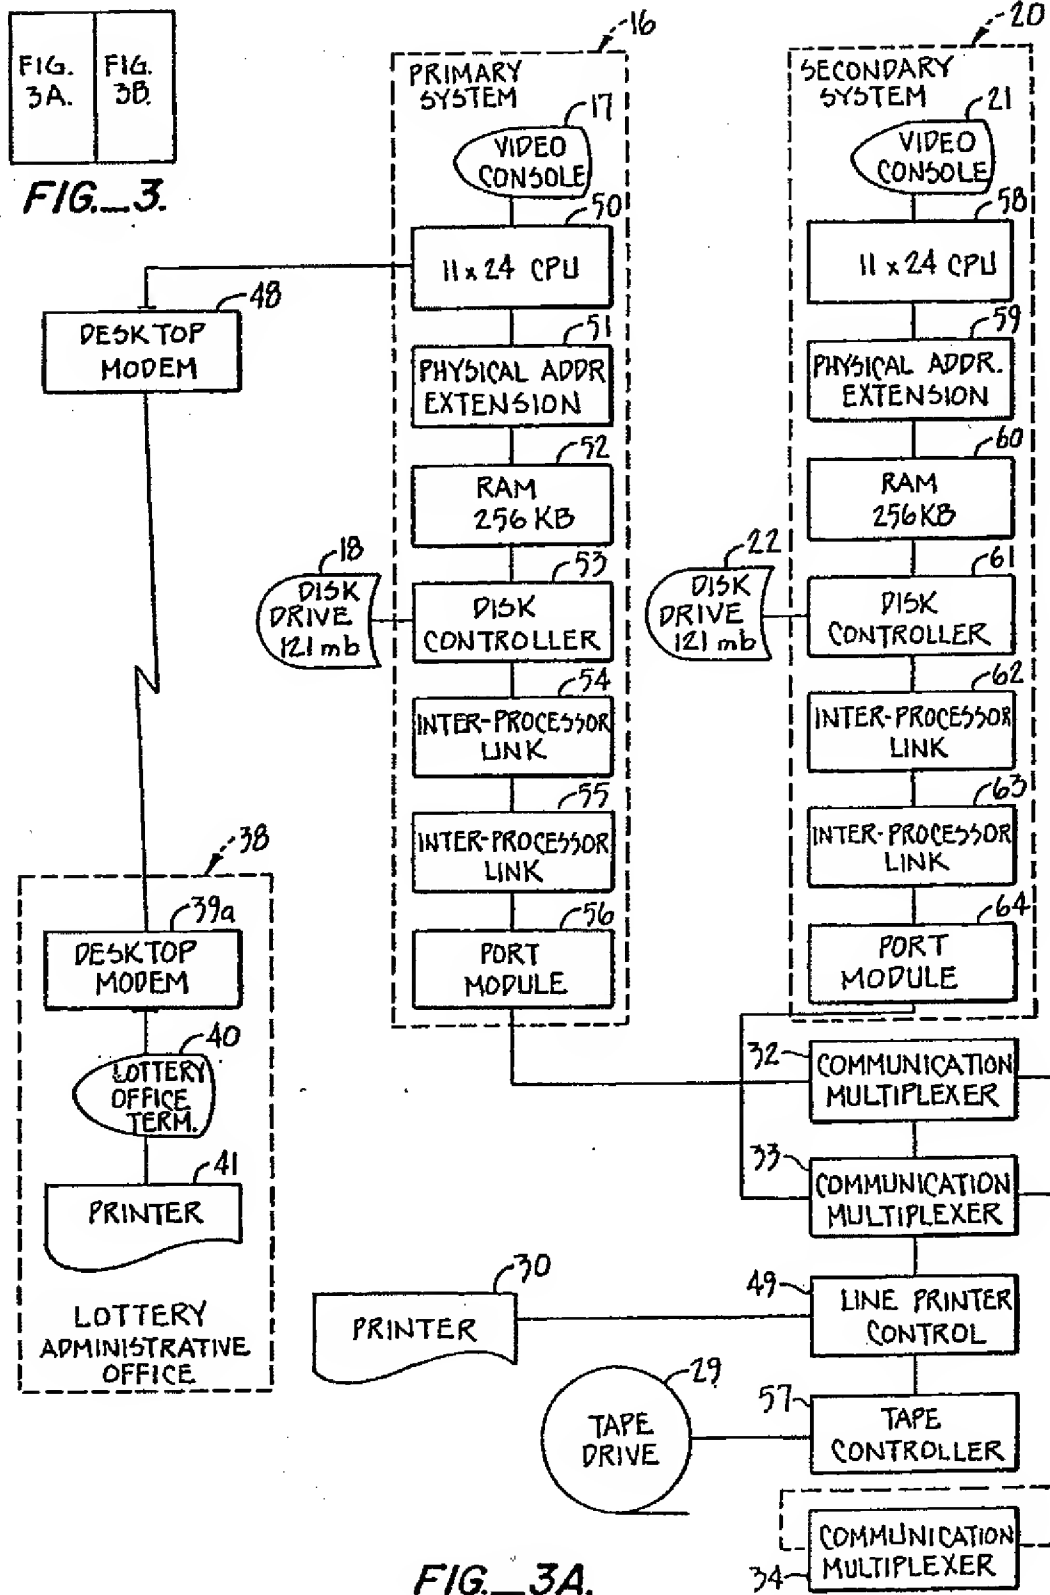 FIG. 3A.
FIG. 3B.
FIG._3.
16
PRIMARY
SYSTEM
17
VIDEO
CONSOLE
50
11 x 24 CPU
51
PHYSICAL ADDR
EXTENSION
52
RAM
256 KB
18
DISK
DRIVE
121 mb
53
DISK
CONTROLLER
54
INTER-PROCESSOR
LINK
55
INTER-PROCESSOR
LINK
56
PORT
MODULE
20
SECONDARY
SYSTEM
21
VIDEO
CONSOLE
58
11 x 24 CPU
59
PHYSICAL ADDR.
EXTENSION
60
RAM
256KB
22
DISK
DRIVE
121 mb
61
DISK
CONTROLLER
62
INTER-PROCESSOR
LINK
63
INTER-PROCESSOR
LINK
64
PORT
MODULE
48
DESKTOP
MODEM
38
39a
DESKTOP
MODEM
40
LOTTERY
OFFICE
TERM.
41
PRINTER
LOTTERY
ADMINISTRATIVE
OFFICE
32
COMMUNICATION
MULTIPLEXER
33
COMMUNICATION
MULTIPLEXER
30
PRINTER
49
LINE PRINTER
CONTROL
29
TAPE
DRIVE
57
TAPE
CONTROLLER
COMMUNICATION
MULTIPLEXER
34
FIG._3A.